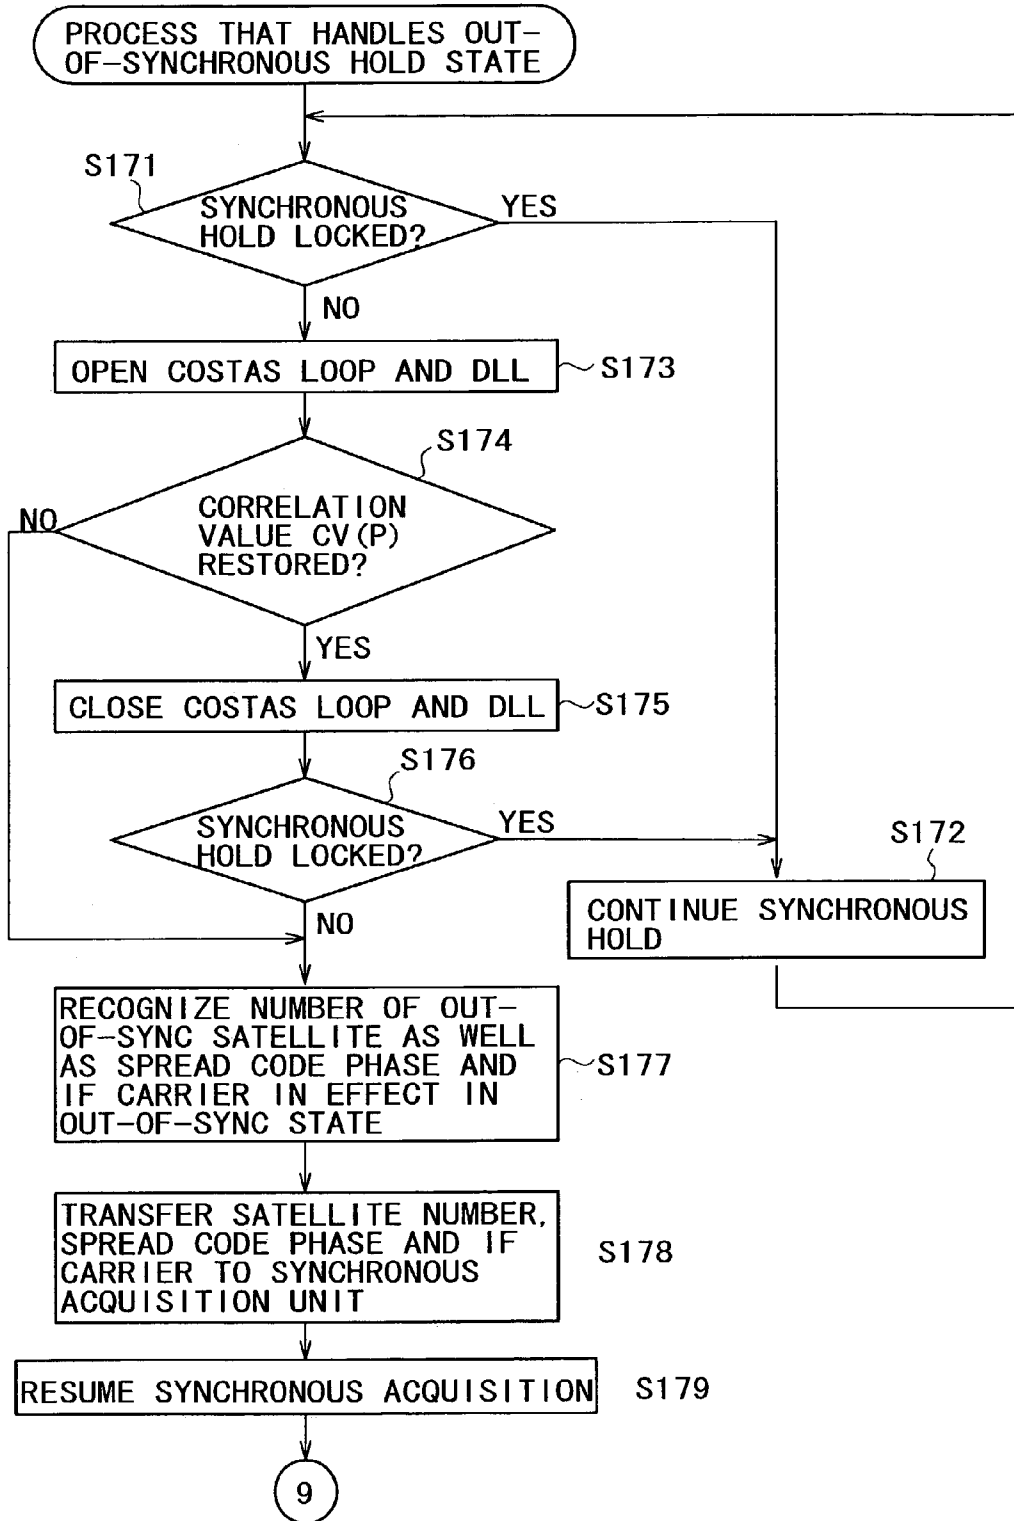 PROCESS THAT HANDLES OUT-
OF-SYNCHRONOUS HOLD STATE
S171
SYNCHRONOUS
HOLD LOCKED?
YES
NO
OPEN COSTAS LOOP AND DLL
S173
S174
CORRELATION
VALUE CV(P)
RESTORED?
NO
YES
CLOSE COSTAS LOOP AND DLL
S175
S176
SYNCHRONOUS
HOLD LOCKED?
YES
NO
S172
CONTINUE SYNCHRONOUS
HOLD
RECOGNIZE NUMBER OF OUT-
OF-SYNC SATELLITE AS WELL
AS SPREAD CODE PHASE AND
IF CARRIER IN EFFECT IN
OUT-OF-SYNC STATE
S177
TRANSFER SATELLITE NUMBER,
SPREAD CODE PHASE AND IF
CARRIER TO SYNCHRONOUS
ACQUISITION UNIT
S178
RESUME SYNCHRONOUS ACQUISITION
S179
9